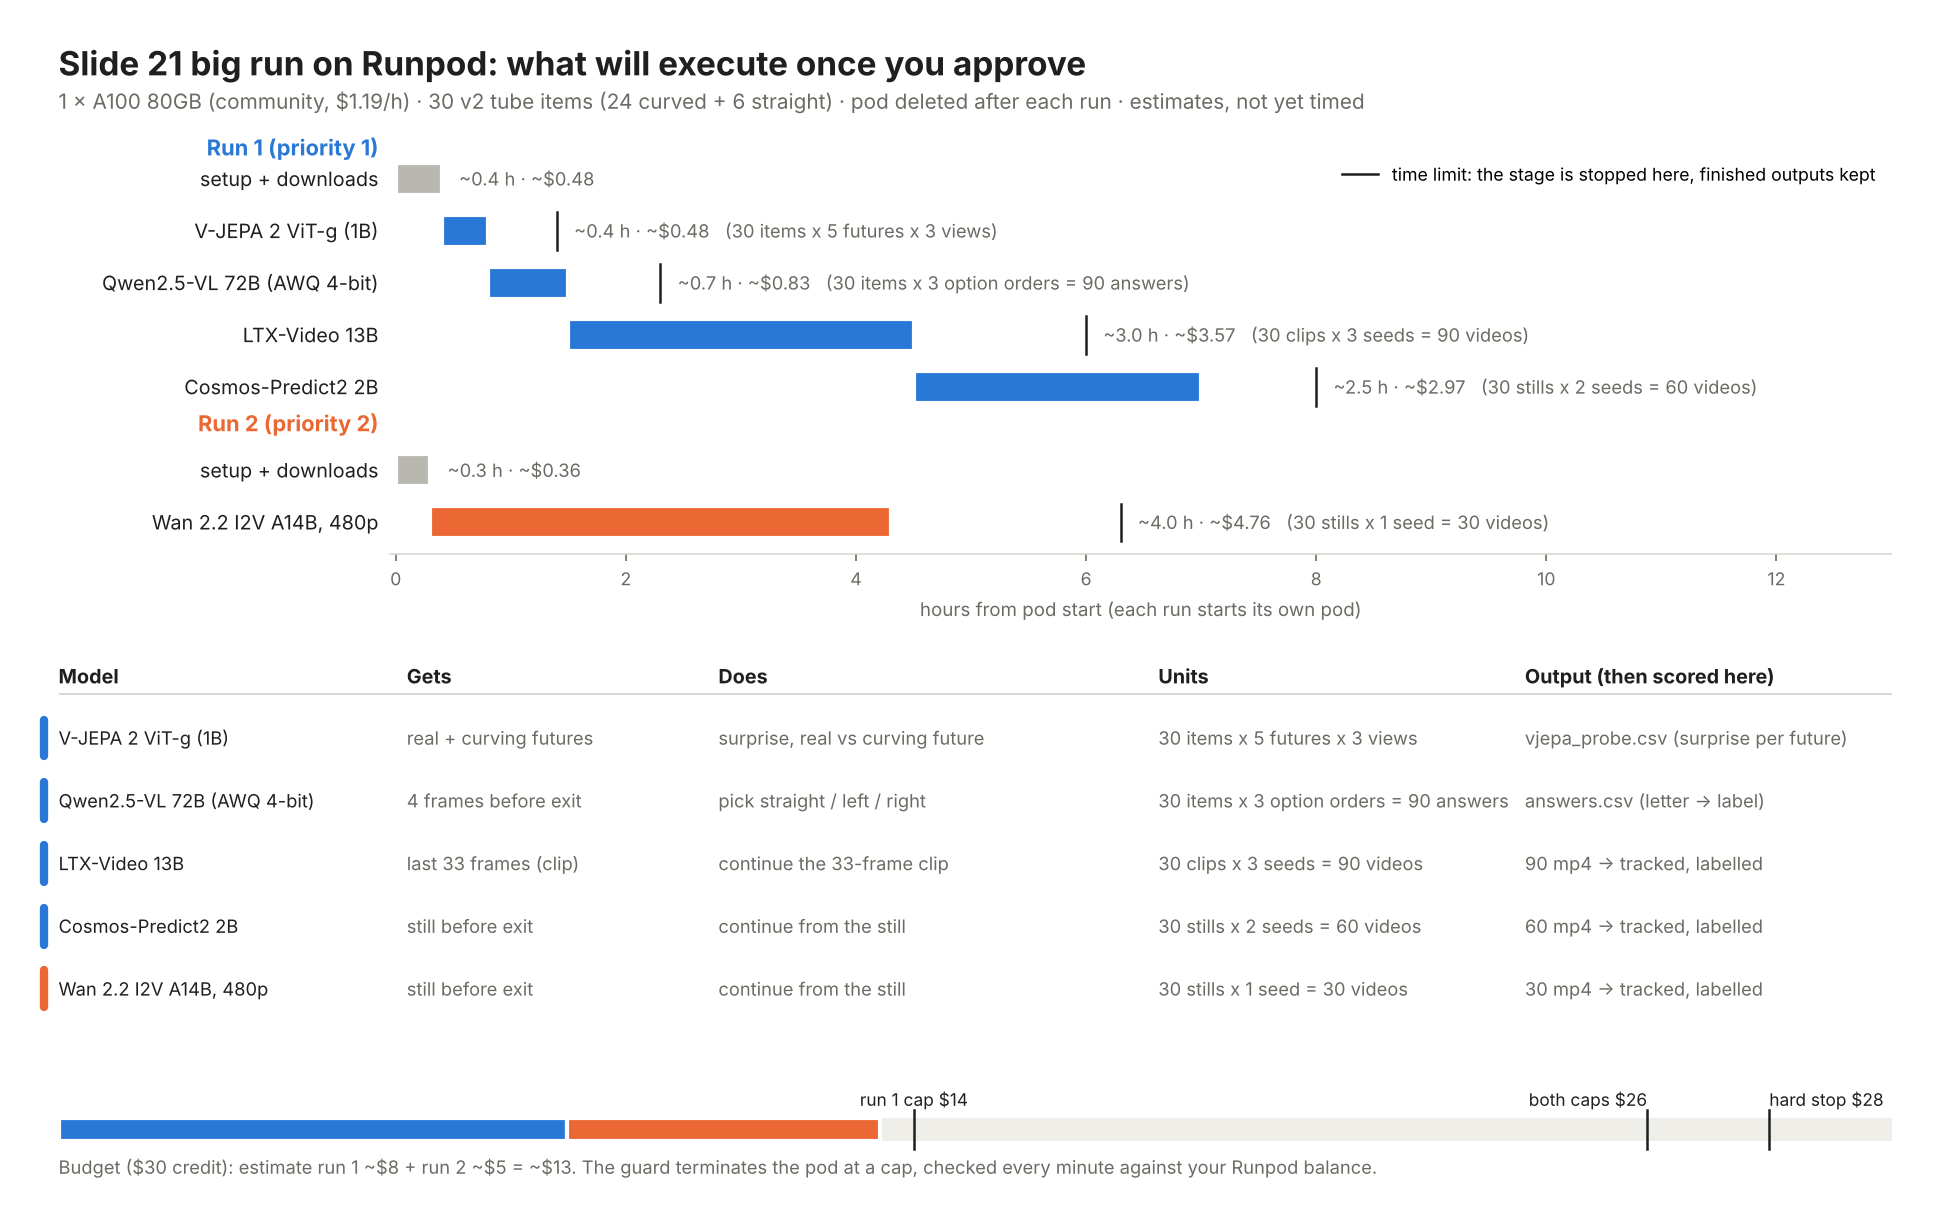 Slide 21 big run on Runpod: what will execute once you approve
1 × A100 80GB (community, $1.19/h) · 30 v2 tube items (24 curved + 6 straight) · pod deleted after each run · estimates, not yet timed
Run 1 (priority 1)
setup + downloads ~0.4 h · ~$0.48
time limit: the stage is stopped here, finished outputs kept
V-JEPA 2 ViT-g (1B) ~0.4 h · ~$0.48 (30 items x 5 futures x 3 views)
Qwen2.5-VL 72B (AWQ 4-bit) ~0.7 h · ~$0.83 (30 items x 3 option orders = 90 answers)
LTX-Video 13B ~3.0 h · ~$3.57 (30 clips x 3 seeds = 90 videos)
Cosmos-Predict2 2B ~2.5 h · ~$2.97 (30 stills x 2 seeds = 60 videos)
Run 2 (priority 2)
setup + downloads ~0.3 h · ~$0.36
Wan 2.2 I2V A14B, 480p ~4.0 h · ~$4.76 (30 stills x 1 seed = 30 videos)
0 2 4 6 8 10 12
hours from pod start (each run starts its own pod)
Model Gets Does Units Output (then scored here)
V-JEPA 2 ViT-g (1B) real + curving futures surprise, real vs curving future 30 items x 5 futures x 3 views vjepa_probe.csv (surprise per future)
Qwen2.5-VL 72B (AWQ 4-bit) 4 frames before exit pick straight / left / right 30 items x 3 option orders = 90 answers answers.csv (letter → label)
LTX-Video 13B last 33 frames (clip) continue the 33-frame clip 30 clips x 3 seeds = 90 videos 90 mp4 → tracked, labelled
Cosmos-Predict2 2B still before exit continue from the still 30 stills x 2 seeds = 60 videos 60 mp4 → tracked, labelled
Wan 2.2 I2V A14B, 480p still before exit continue from the still 30 stills x 1 seed = 30 videos 30 mp4 → tracked, labelled
run 1 cap $14 both caps $26 hard stop $28
Budget ($30 credit): estimate run 1 ~$8 + run 2 ~$5 = ~$13. The guard terminates the pod at a cap, checked every minute against your Runpod balance.